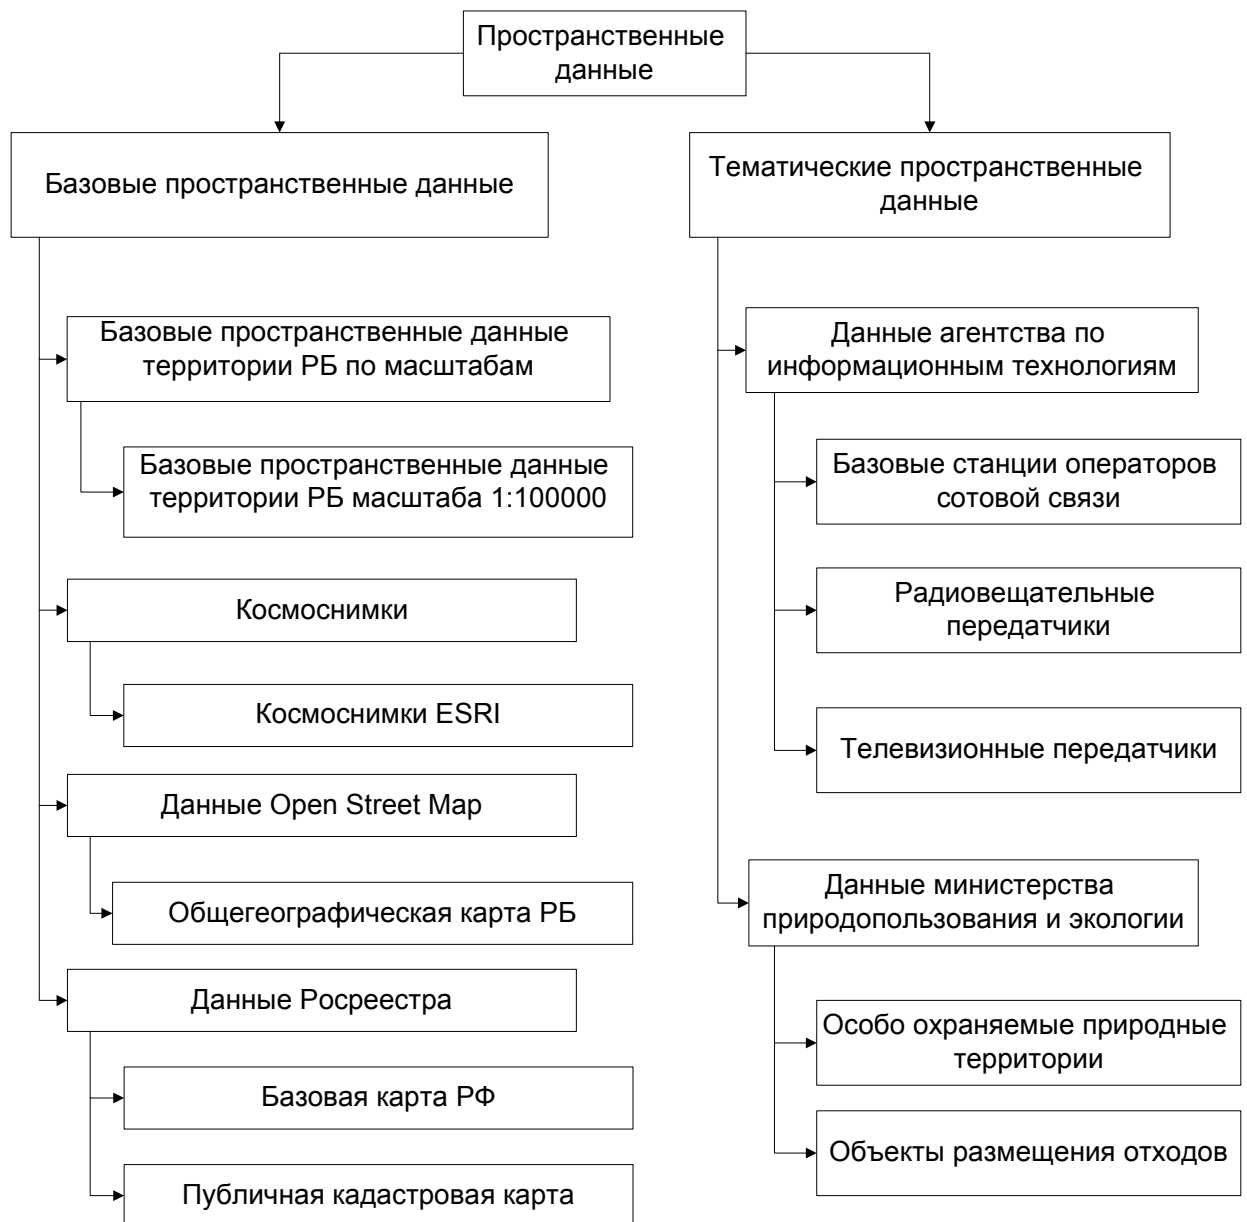 Пространственные
данные
Базовые пространственные данные
Базовые пространственные данные
территории РБ по масштабам
Базовые пространственные данные
территории РБ масштаба 1:100000
Космоснимки
Космоснимки ESRI
Данные Open Street Map
Общегеографическая карта РБ
Данные Росреестра
Базовая карта РФ
Публичная кадастровая карта
Тематические пространственные
данные
Данные агентства по
информационным технологиям
Базовые станции операторов
сотовой связи
Радиовещательные
передатчики
Телевизионные передатчики
Данные министерства
природопользования и экологии
Особо охраняемые природные
территории
Объекты размещения отходов